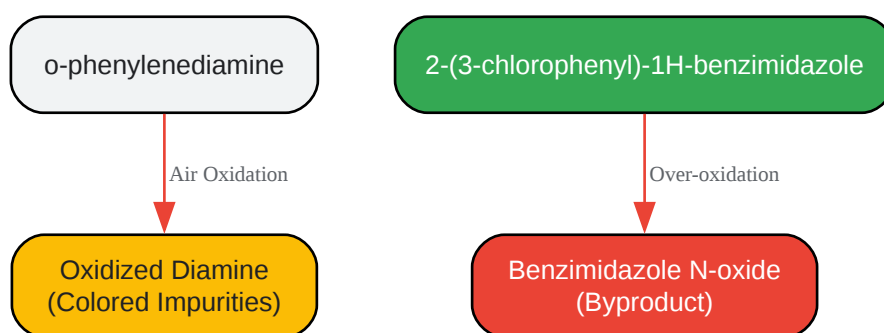 o-phenylenediamine
2-(3-chlorophenyl)-1H-benzimidazole
Air Oxidation
Over-oxidation
Oxidized Diamine
(Colored Impurities)
Benzimidazole N-oxide
(Byproduct)